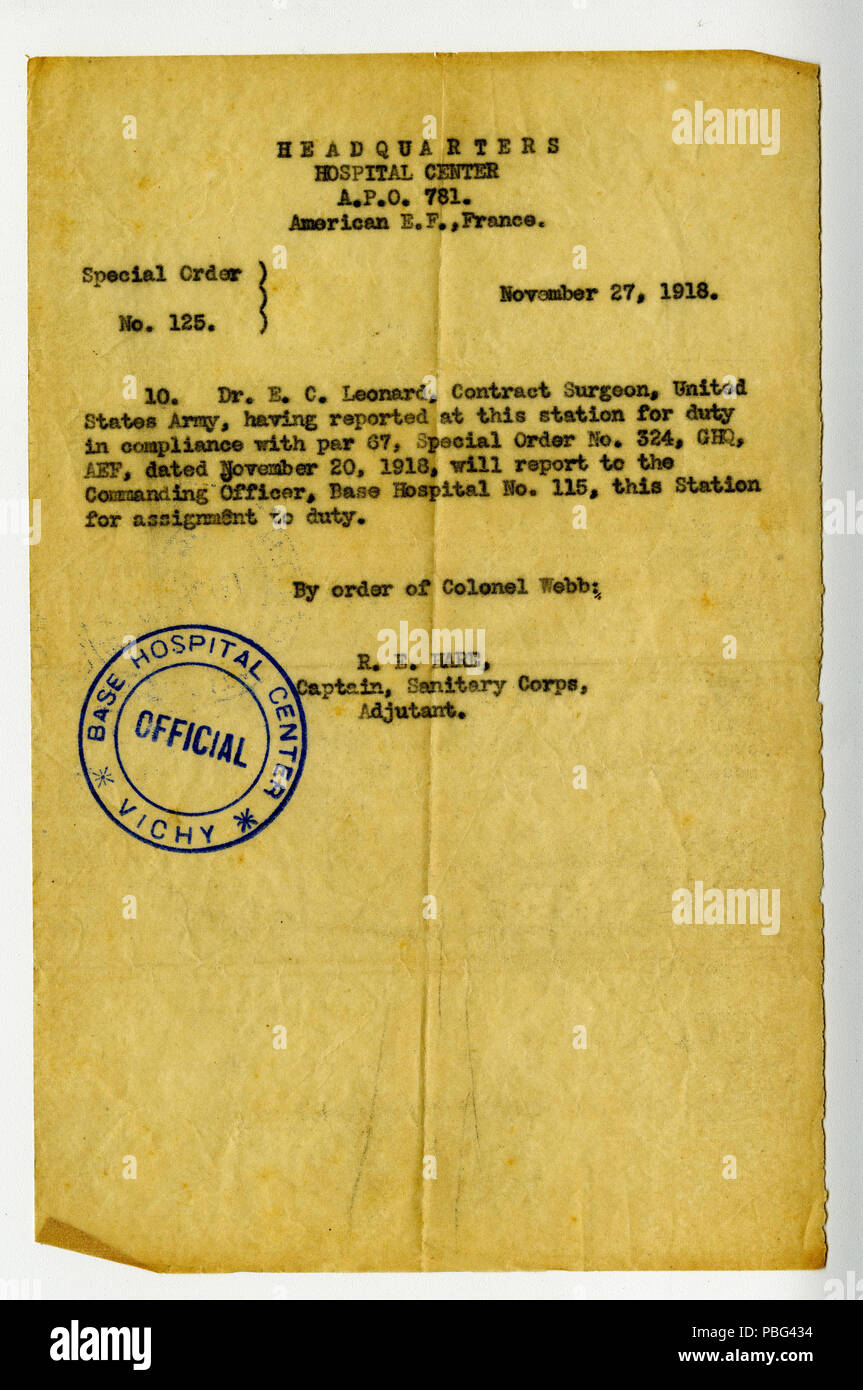 HEADQUARTERS
HOSPITAL CENTER
A.P.O. 781.
American E.F.,France.
Special Order
No. 125.
November 27, 1918.
10. Dr. E. C. Leonard, Contract Surgeon, United
States Army, having reported at this station for duty
in compliance with par 67, Special Order No. 324, GHQ,
AEF, dated November 20, 1918, will report to the
Commanding Officer, Base Hospital No. 115, this Station
for assignment to duty.
By order of Colonel Webb:
R. E. HARE,
Captain, Sanitary Corps,
Adjutant.
BASE HOSPITAL CENTER
OFFICIAL
* VICHY *
alamy
alamy
alamy
a
a
a
a
a
a
a
a
a
alamy
Image ID: PBG434
www.alamy.com